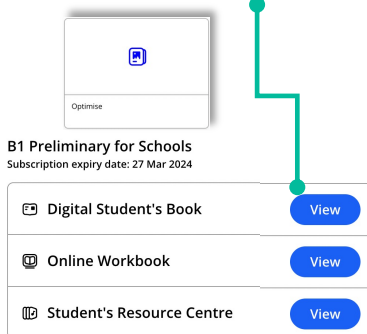 Optimise
B1 Preliminary for Schools
Subscription expiry date: 27 Mar 2024
Digital Student's Book View
Online Workbook View
Student's Resource Centre View